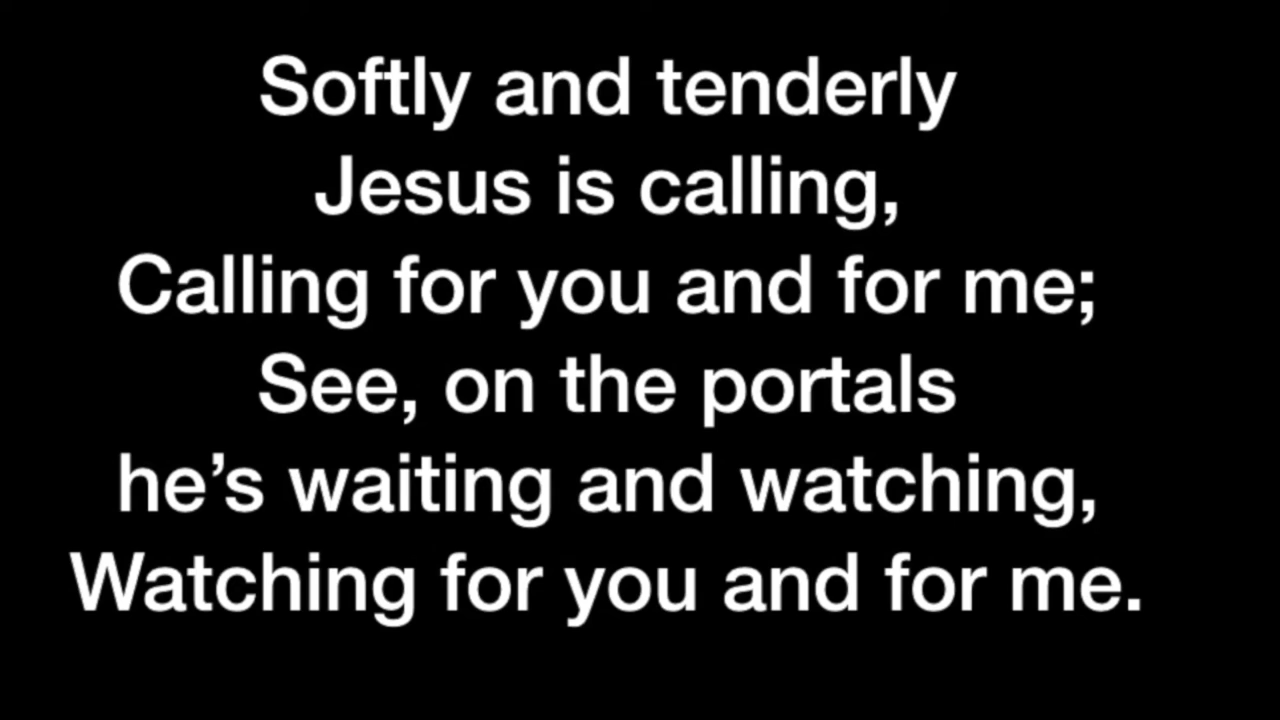 Softly and tenderly
Jesus is calling,
Calling for you and for me;
See, on the portals
he’s waiting and watching,
Watching for you and for me.